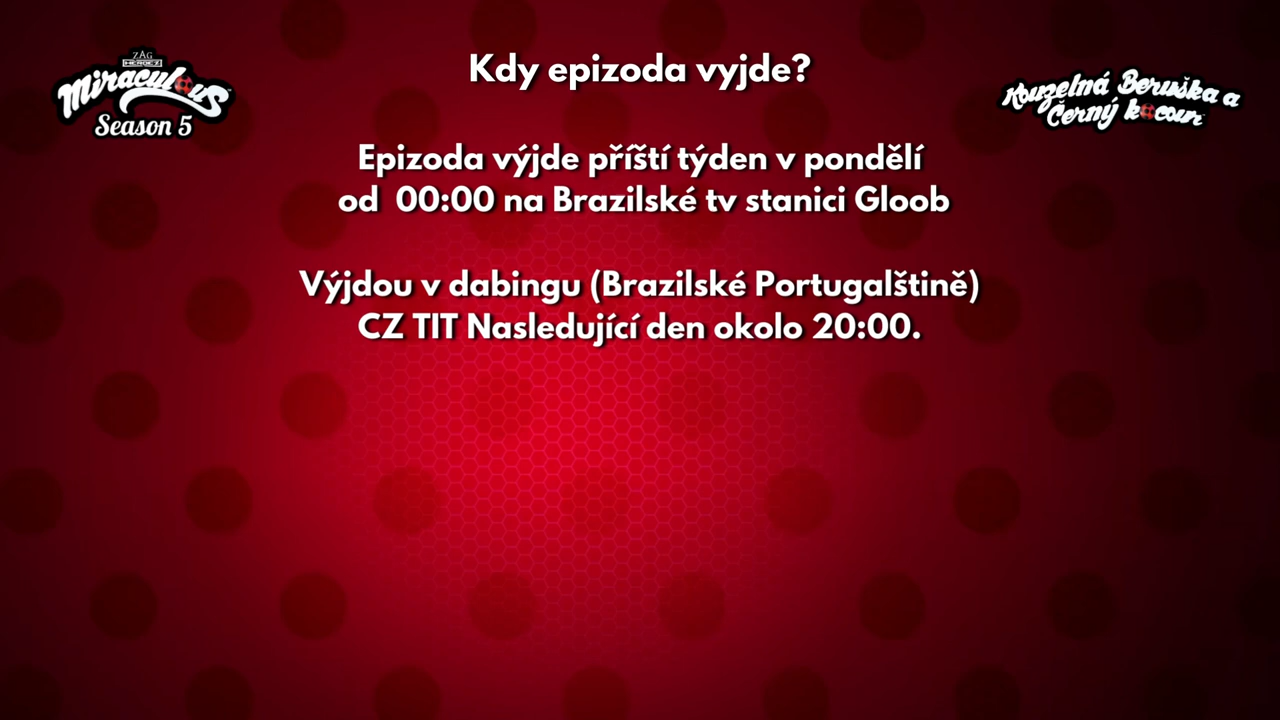 Kdy epizoda vyjde?
ZAG
HEROEZ
Miraculous
Season 5
Kouzelná Beruška a
Černý kocour
Epizoda výjde příští týden v pondělí
od 00:00 na Brazilské tv stanici Gloob
Výjdou v dabingu (Brazilské Portugalštině)
CZ TIT Nasledující den okolo 20:00.